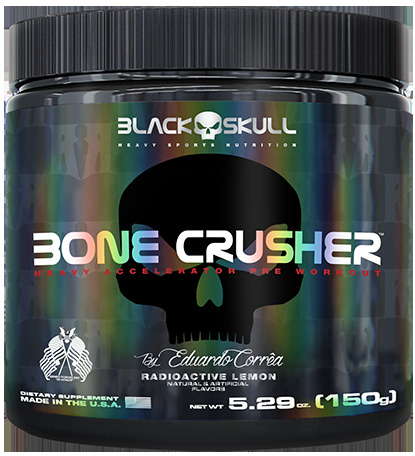 BLACK SKULL
HEAVY SPORTS NUTRITION
BONE CRUSHER™
HEAVY ACCELERATOR PRE WORKOUT
By Eduardo Corrêa
RADIOACTIVE LEMON
NATURAL & ARTIFICIAL
FLAVORS
DIETARY SUPPLEMENT
MADE IN THE U.S.A.
NET WT 5.29 OZ. (150g)